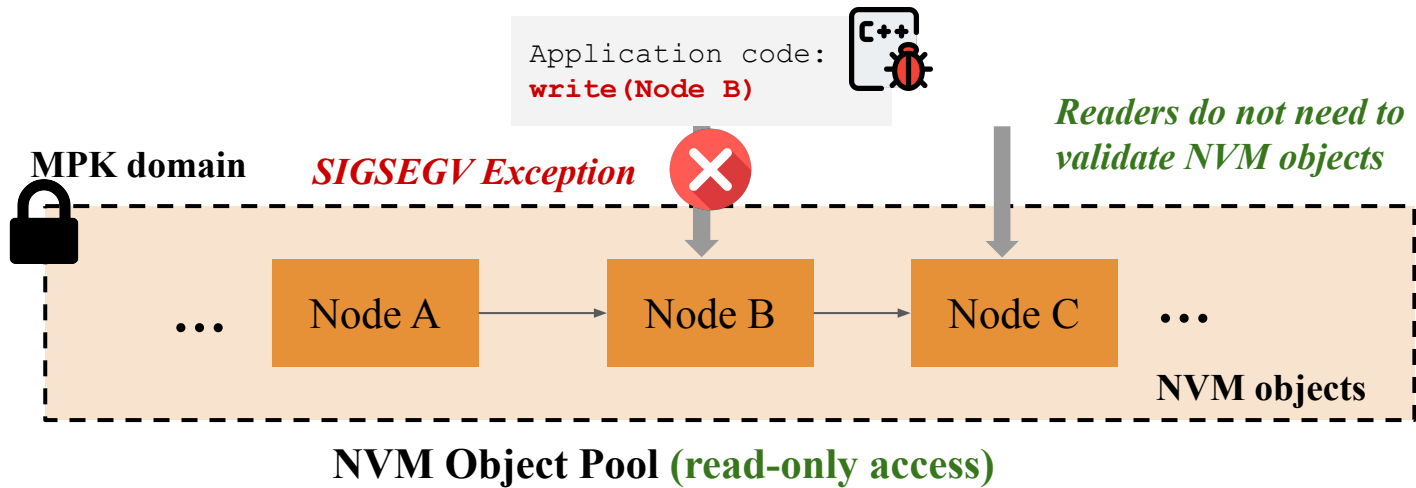 C++
Application code:
write(Node B)
Readers do not need to
validate NVM objects
MPK domain
SIGSEGV Exception
... Node A Node B Node C ...
NVM objects
NVM Object Pool (read-only access)